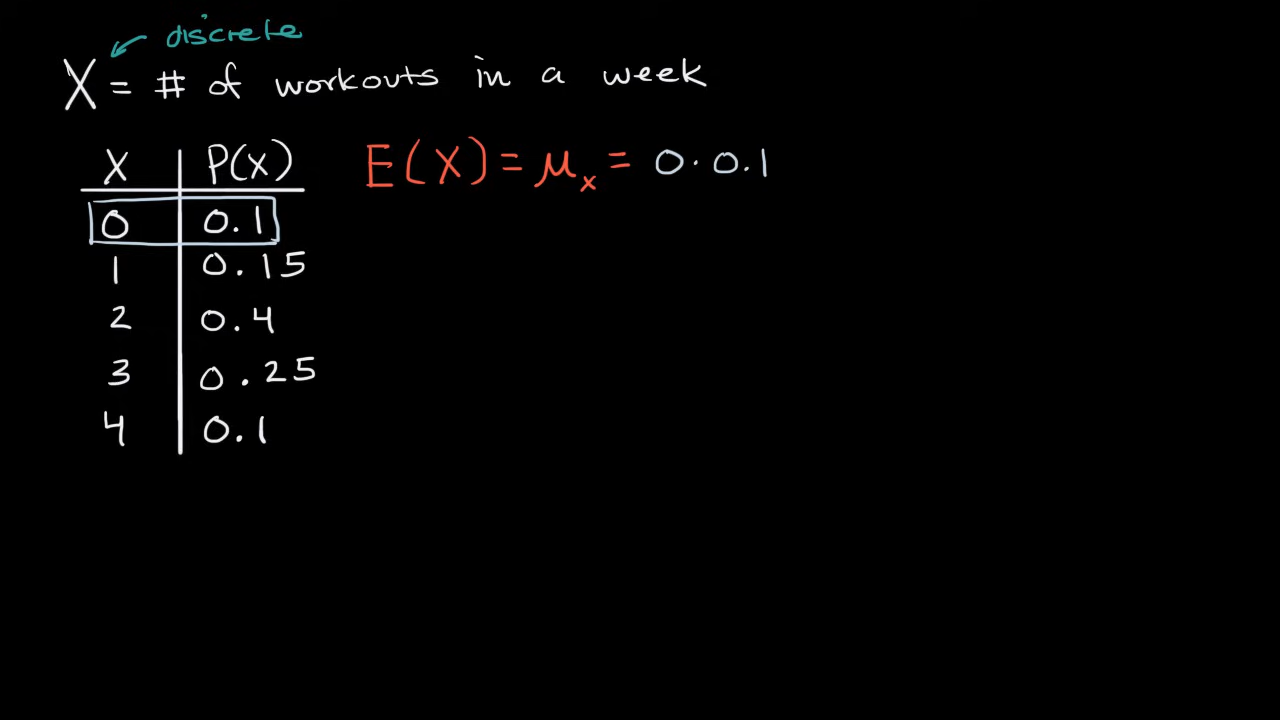 discrete
X = # of workouts in a week
X P(X) E(X) = μx = 0 · 0.1
0 0.1
1 0.15
2 0.4
3 0.25
4 0.1